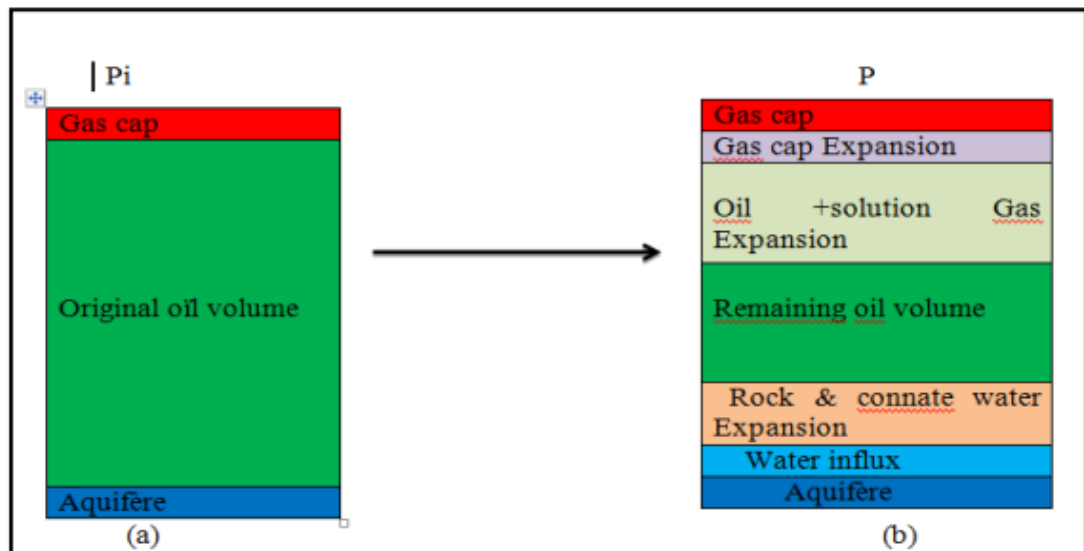 Pi
Gas cap
Original oïl volume
Aquifère
(a)
P
Gas cap
Gas cap Expansion
Oil +solution Gas
Expansion
Remaining oil volume
Rock & connate water
Expansion
Water influx
Aquifère
(b)